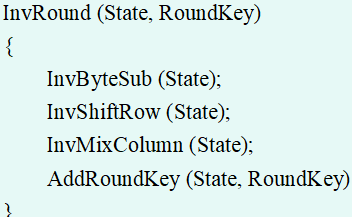 InvRound (State, RoundKey)
{
InvByteSub (State);
InvShiftRow (State);
InvMixColumn (State);
AddRoundKey (State, RoundKey)
}